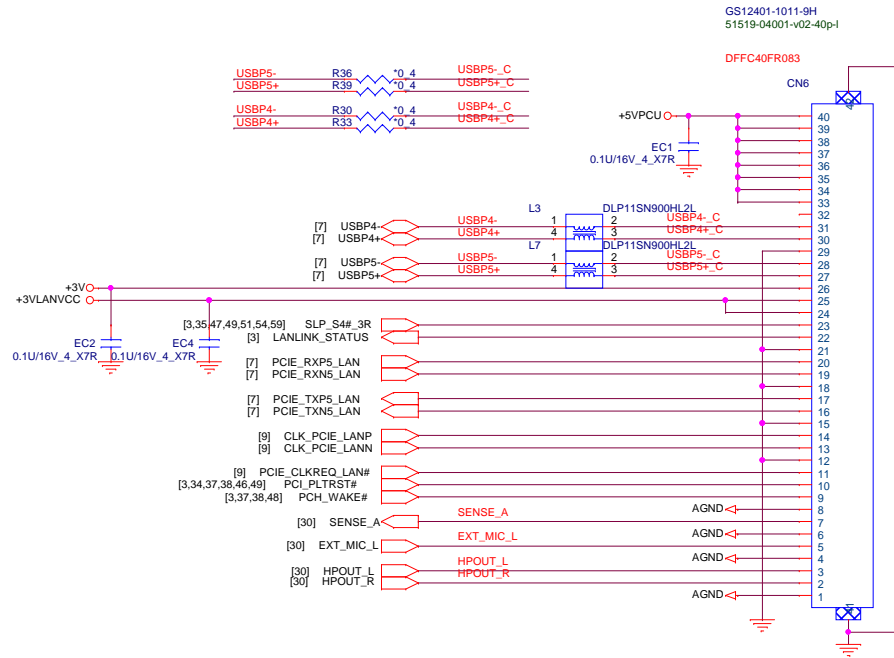 GS12401-1011-9H
51519-04001-v02-40p-l
DFFC40FR083
CN6
USBP5- R36 *0_4 USBP5-_C
USBP5+ R39 *0_4 USBP5+_C
USBP4- R30 *0_4 USBP4-_C
USBP4+ R33 *0_4 USBP4+_C
+5VPCU
EC1
0.1U/16V_4_X7R
42
40
39
38
37
36
35
34
33
32
31
30
29
28
27
26
25
24
23
22
21
20
19
18
17
16
15
14
13
12
11
10
9
8
7
6
5
4
3
2
1
41
L3 DLP11SN900HL2L
[7] USBP4- USBP4- 1 2 USBP4-_C
[7] USBP4+ USBP4+ 4 3 USBP4+_C
L7 DLP11SN900HL2L
[7] USBP5- USBP5- 1 2 USBP5-_C
[7] USBP5+ USBP5+ 4 3 USBP5+_C
+3V
+3VLANVCC
EC2
0.1U/16V_4_X7R
EC4
0.1U/16V_4_X7R
[3,35,47,49,51,54,59] SLP_S4#_3R
[3] LANLINK_STATUS
[7] PCIE_RXP5_LAN
[7] PCIE_RXN5_LAN
[7] PCIE_TXP5_LAN
[7] PCIE_TXN5_LAN
[9] CLK_PCIE_LANP
[9] CLK_PCIE_LANN
[9] PCIE_CLKREQ_LAN#
[3,34,37,38,46,49] PCI_PLTRST#
[3,37,38,48] PCH_WAKE#
AGND
[30] SENSE_A SENSE_A
AGND
[30] EXT_MIC_L EXT_MIC_L
AGND
[30] HPOUT_L HPOUT_L
[30] HPOUT_R HPOUT_R
AGND